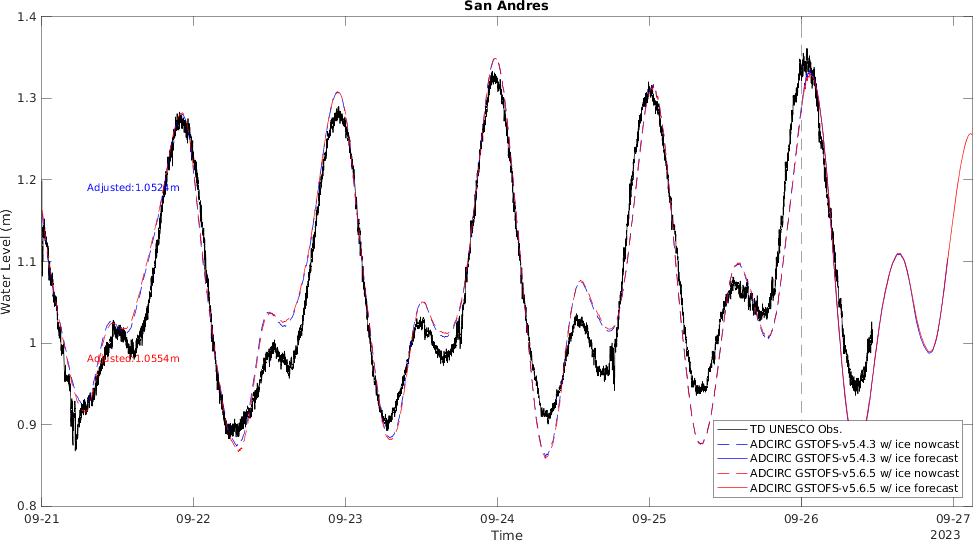 San Andres
1.4
1.3
1.2
1.1
1
0.9
0.8
Water Level (m)
Adjusted:1.0524m
Adjusted:1.0554m
TD UNESCO Obs.
ADCIRC GSTOFS-v5.4.3 w/ ice nowcast
ADCIRC GSTOFS-v5.4.3 w/ ice forecast
ADCIRC GSTOFS-v5.6.5 w/ ice nowcast
ADCIRC GSTOFS-v5.6.5 w/ ice forecast
09-21 09-22 09-23 09-24 09-25 09-26 09-27
Time
2023